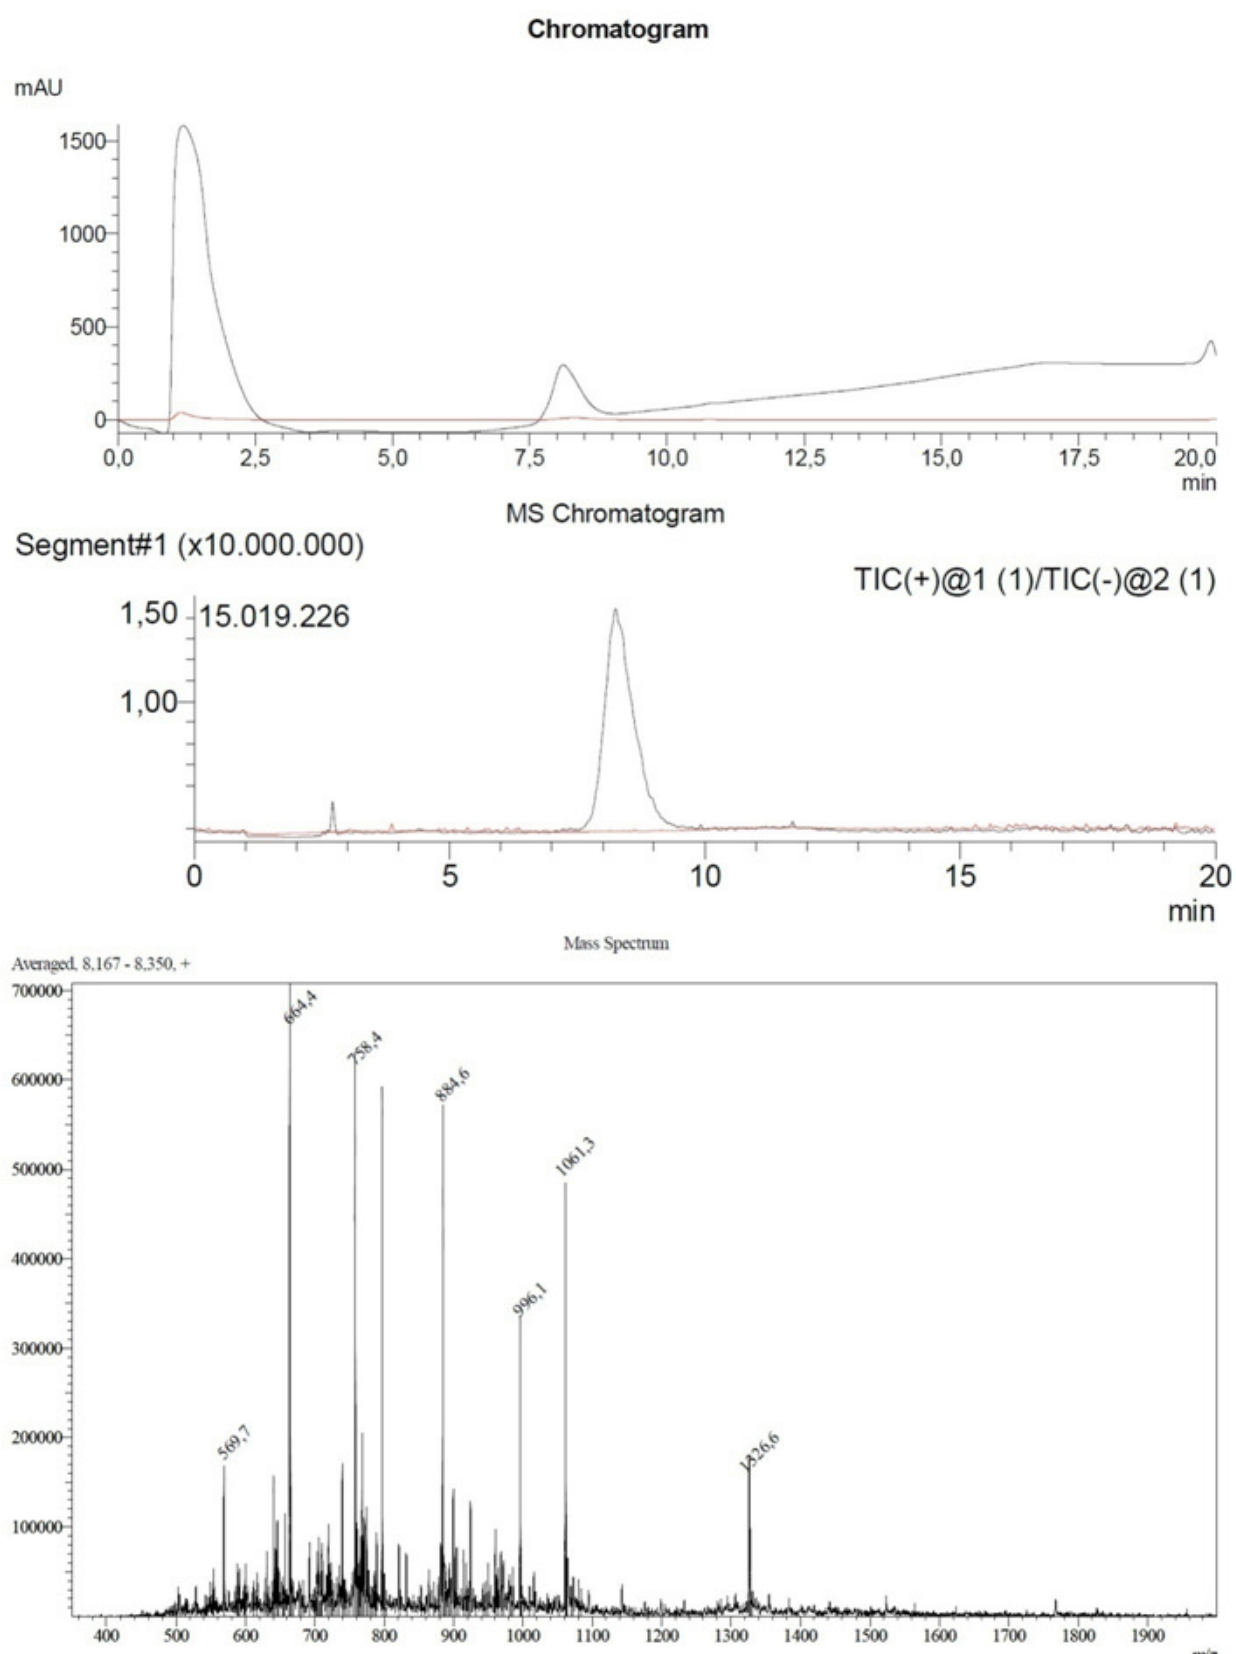 Chromatogram
mAU
1500
1000
500
0
0,0 2,5 5,0 7,5 10,0 12,5 15,0 17,5 20,0
min
MS Chromatogram
Segment#1 (x10.000.000)
TIC(+)@1 (1)/TIC(-)@2 (1)
1,50 15.019.226
1,00
0 5 10 15 20
min
Mass Spectrum
Averaged, 8,167 - 8,350, +
700000
664,4
758,4
600000
884,6
500000
1061,3
400000
996,1
300000
200000
569,7
1326,6
100000
400 500 600 700 800 900 1000 1100 1200 1300 1400 1500 1600 1700 1800 1900